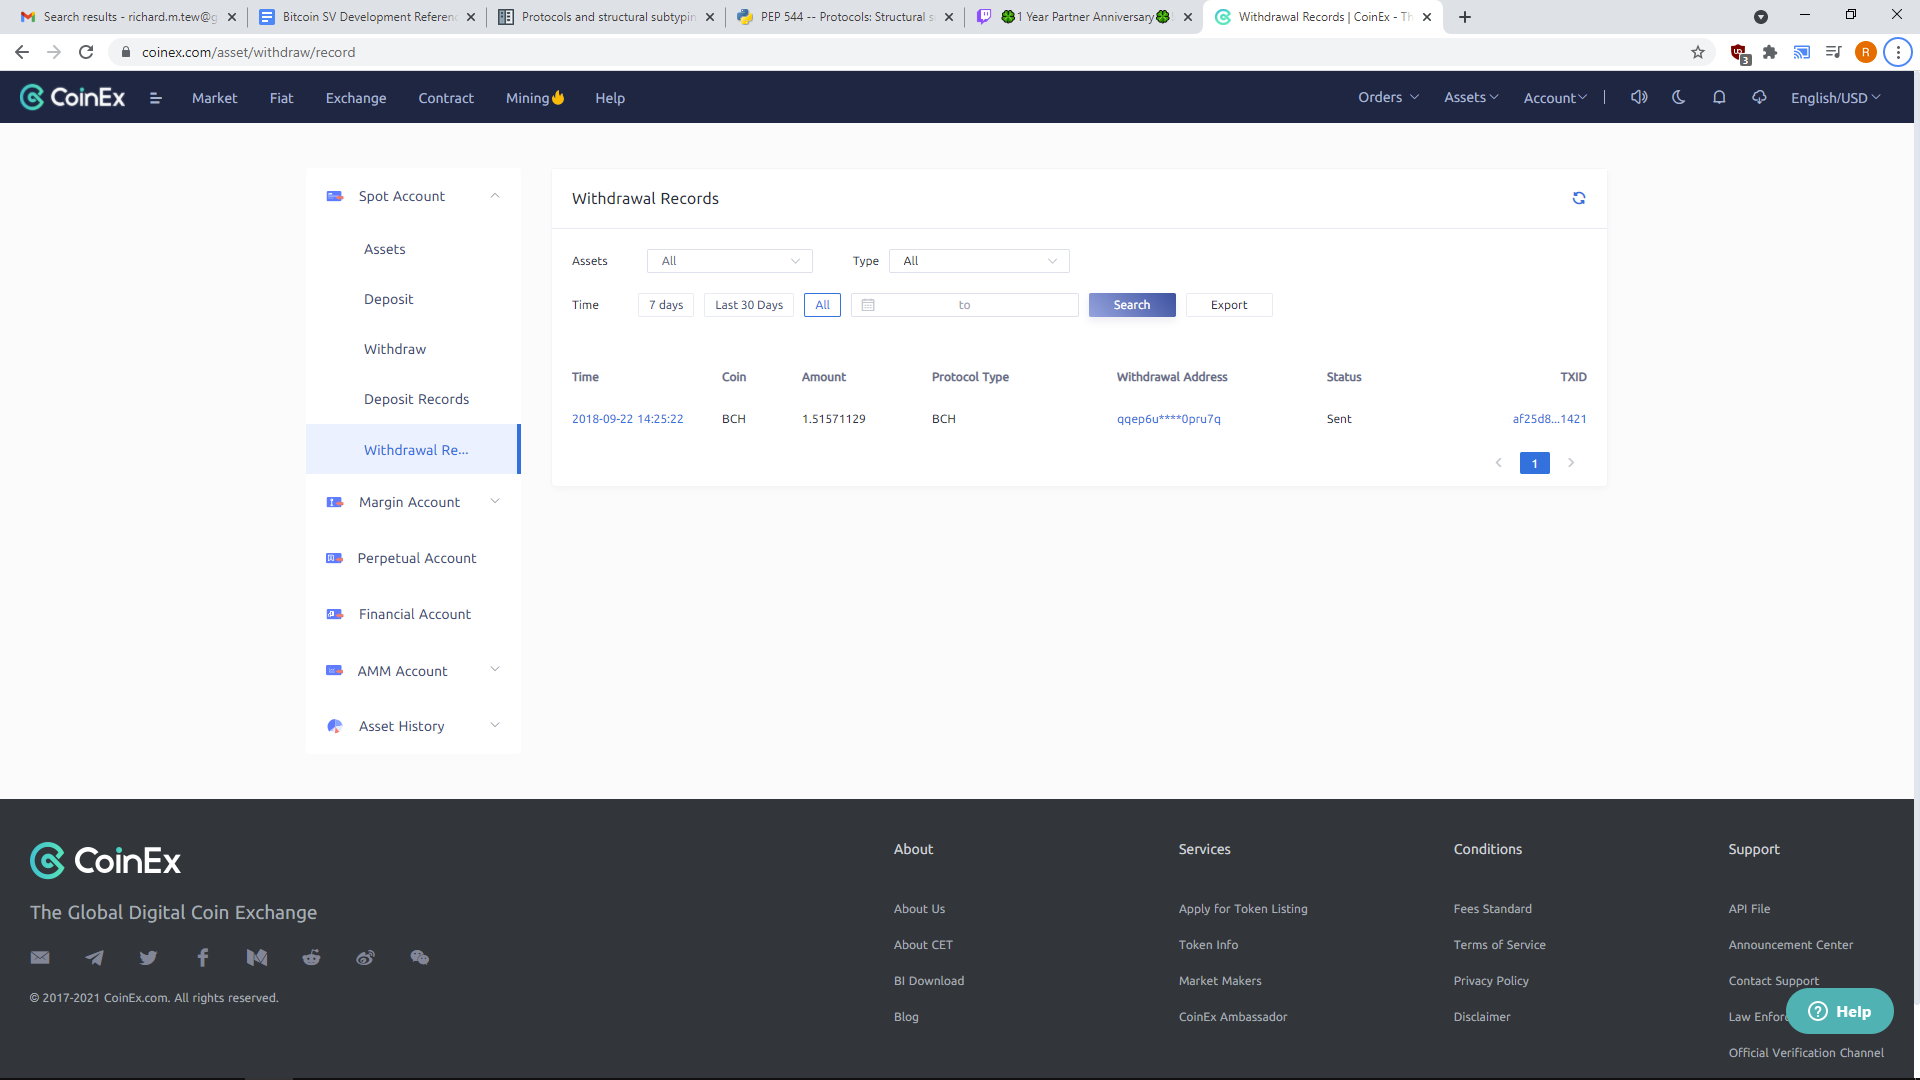 Search results - richard.m.tew@g
Bitcoin SV Development Referenc
Protocols and structural subtypin
PEP 544 -- Protocols: Structural s
1 Year Partner Anniversary
Withdrawal Records | CoinEx - Th
coinex.com/asset/withdraw/record
3
R
CoinEx
Market
Fiat
Exchange
Contract
Mining
Help
Orders
Assets
Account
English/USD
Spot Account
Assets
Deposit
Withdraw
Deposit Records
Withdrawal Re...
Margin Account
Perpetual Account
Financial Account
AMM Account
Asset History
Withdrawal Records
Assets All Type All
Time 7 days Last 30 Days All to Search Export
Time Coin Amount Protocol Type Withdrawal Address Status TXID
2018-09-22 14:25:22 BCH 1.51571129 BCH qqep6u****0pru7q Sent af25d8...1421
1
CoinEx
The Global Digital Coin Exchange
© 2017-2021 CoinEx.com. All rights reserved.
About
About Us
About CET
BI Download
Blog
Services
Apply for Token Listing
Token Info
Market Makers
CoinEx Ambassador
Conditions
Fees Standard
Terms of Service
Privacy Policy
Disclaimer
Support
API File
Announcement Center
Contact Support
Law Enforc
Official Verification Channel
Help